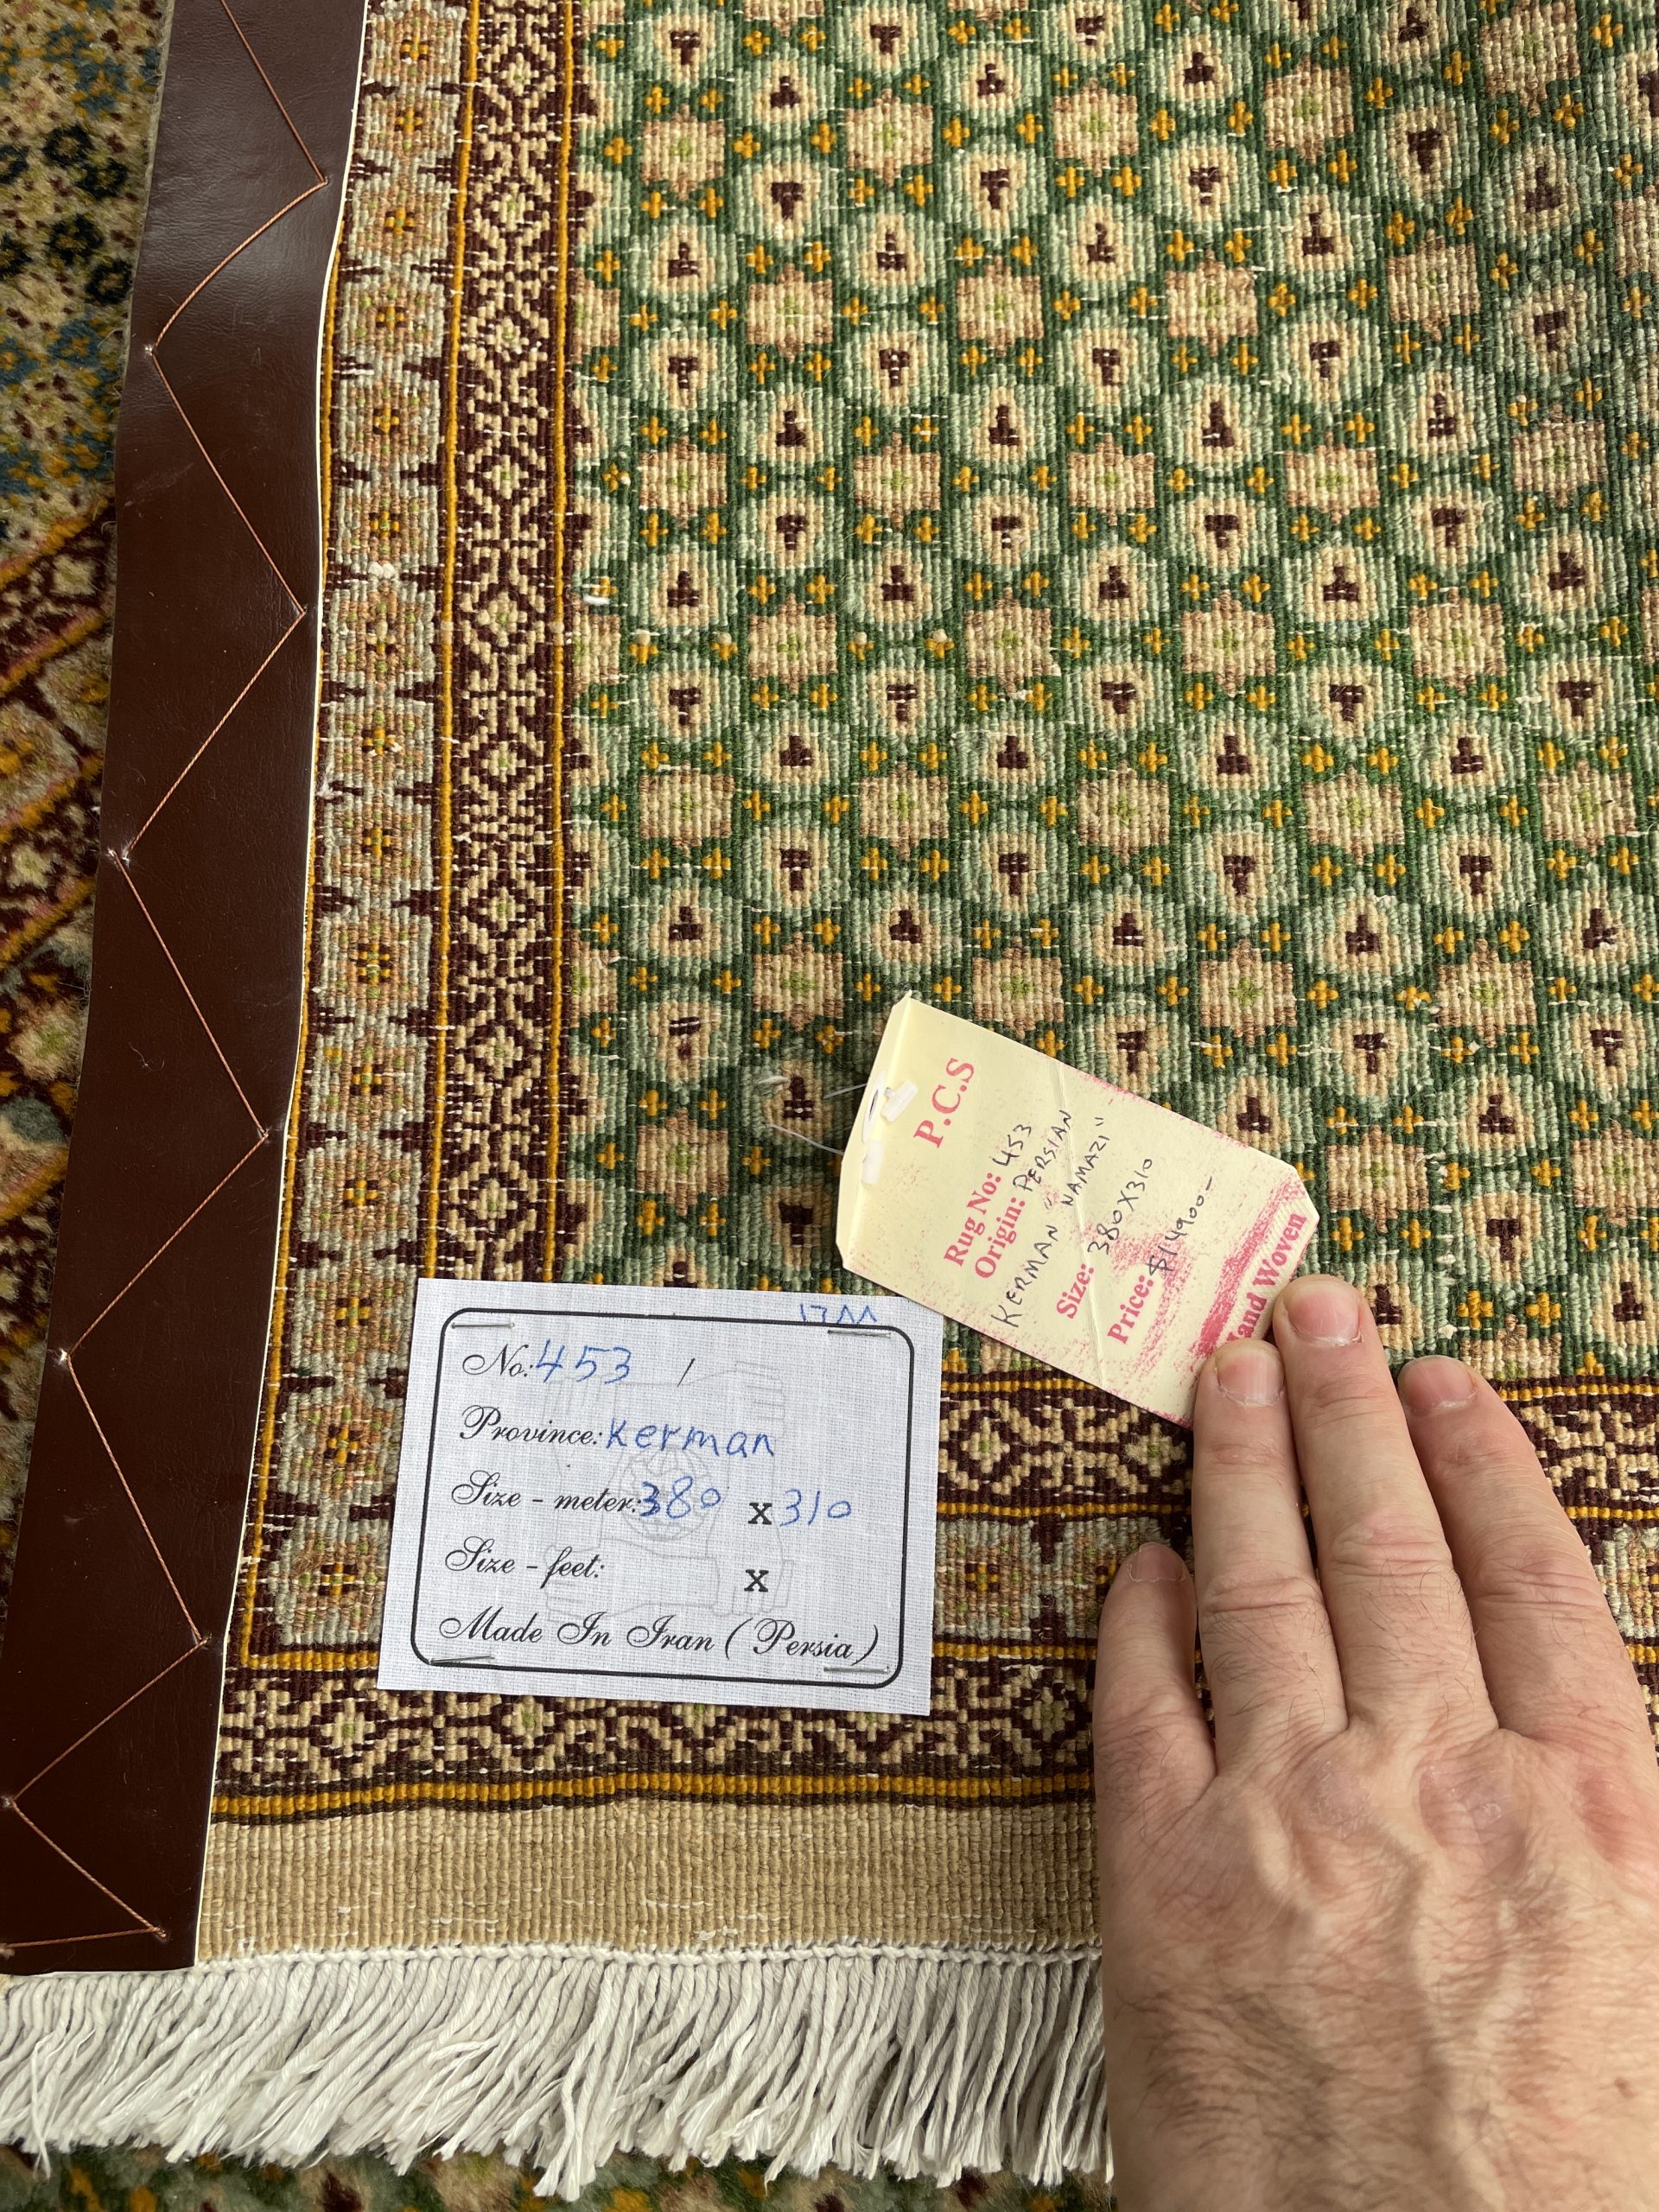 P.C.S
Rug No: 453
Origin: PERSIAN
KERMAN "NAMAZI"
Size: 380X310
Price: $14900-
Hand Woven
No: 453 /
Province: Kerman
Size - meter: 380 x 310
Size - feet: x
Made In Iran ( Persia )